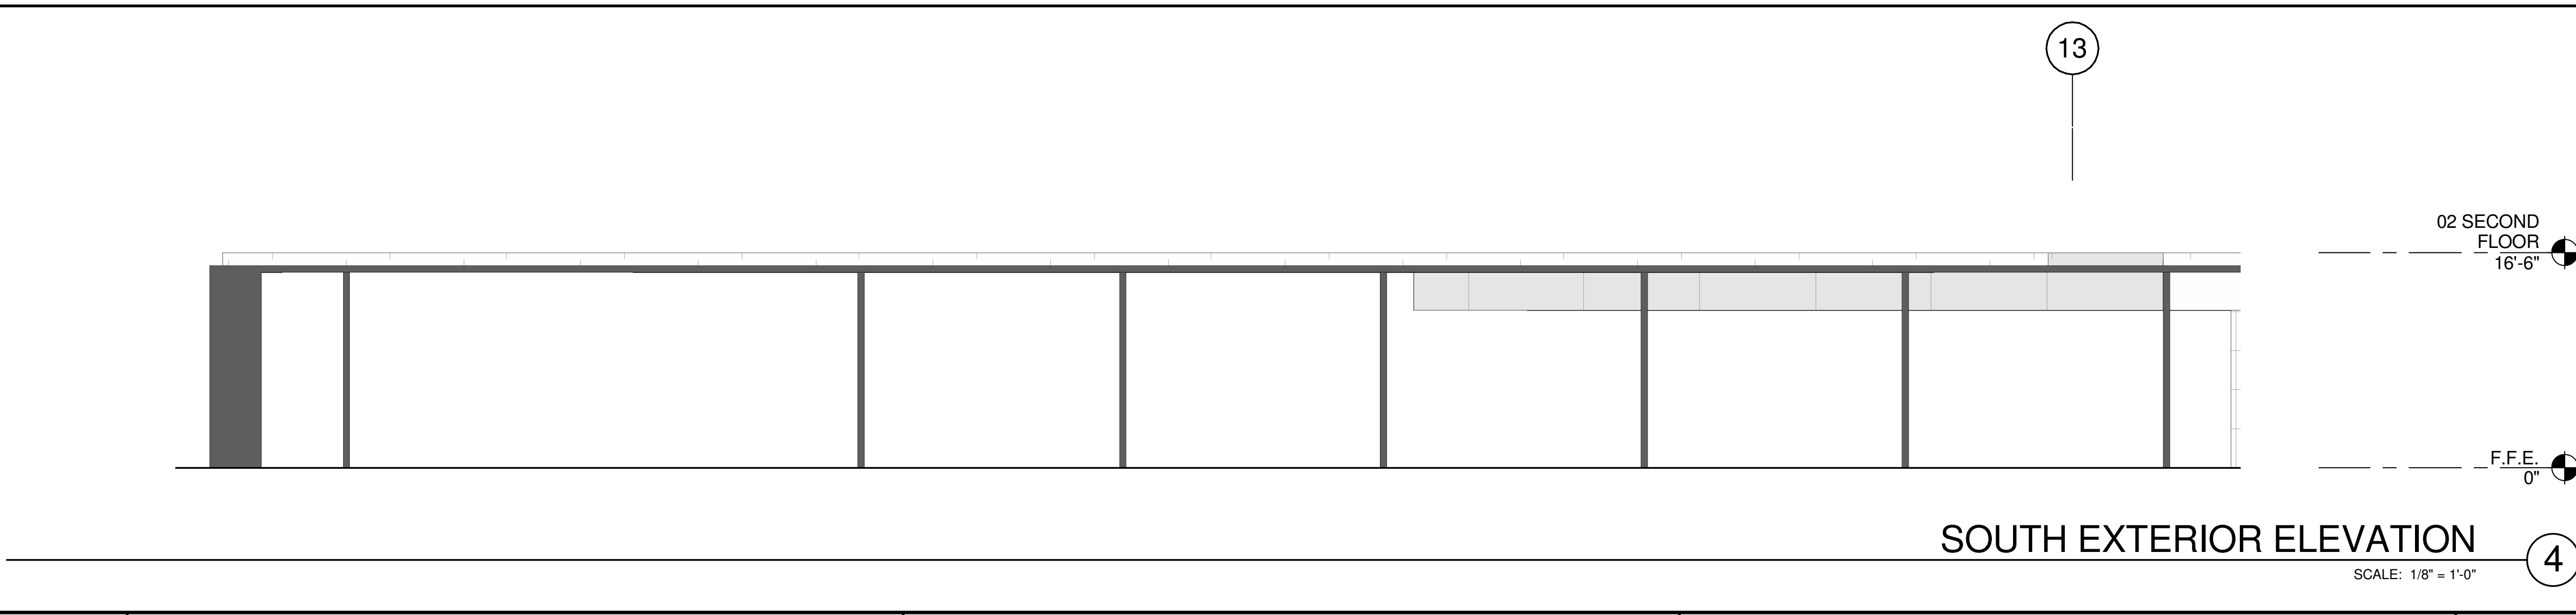 13
02 SECOND
FLOOR
16'-6"
F.F.E.
0"
SOUTH EXTERIOR ELEVATION
4
SCALE: 1/8" = 1'-0"